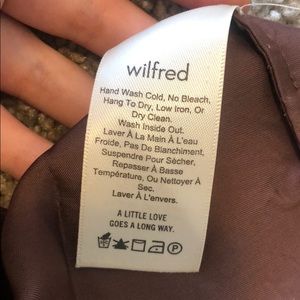 wilfred
Hand Wash Cold, No Bleach,
Hang To Dry, Low Iron, Or
Dry Clean.
Wash Inside Out.
Laver À La Main À L'eau
Froide, Pas De Blanchiment.
Suspendre Pour Sécher.
Repasser À Basse
Température, Ou Nettoyer À
Sec.
Laver À L'envers.
A LITTLE LOVE
GOES A LONG WAY.
P